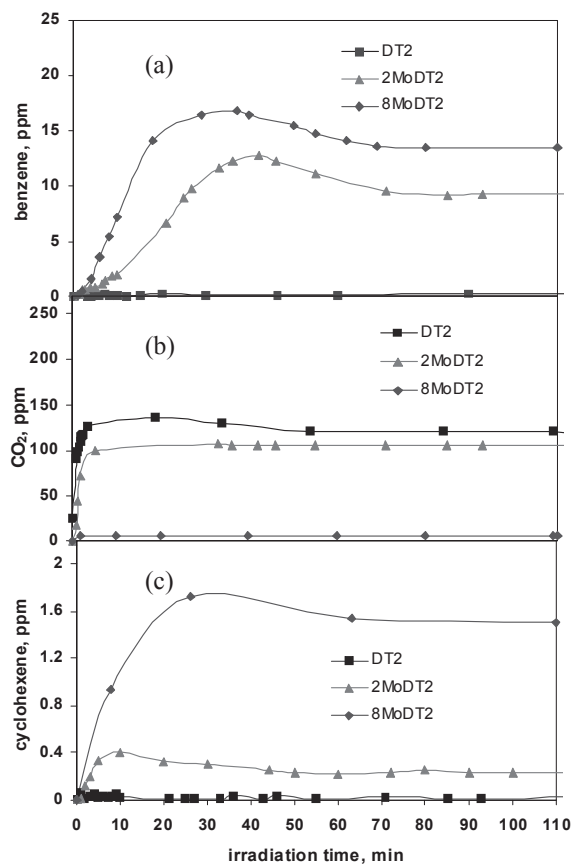 25
20
15
10
5
0
benzene, ppm
(a)
DT2
2MoDT2
8MoDT2
250
200
150
100
50
0
CO2, ppm
(b)
DT2
2MoDT2
8MoDT2
2
1.6
1.2
0.8
0.4
0
cyclohexene, ppm
(c)
DT2
2MoDT2
8MoDT2
0 10 20 30 40 50 60 70 80 90 100 110
irradiation time, min